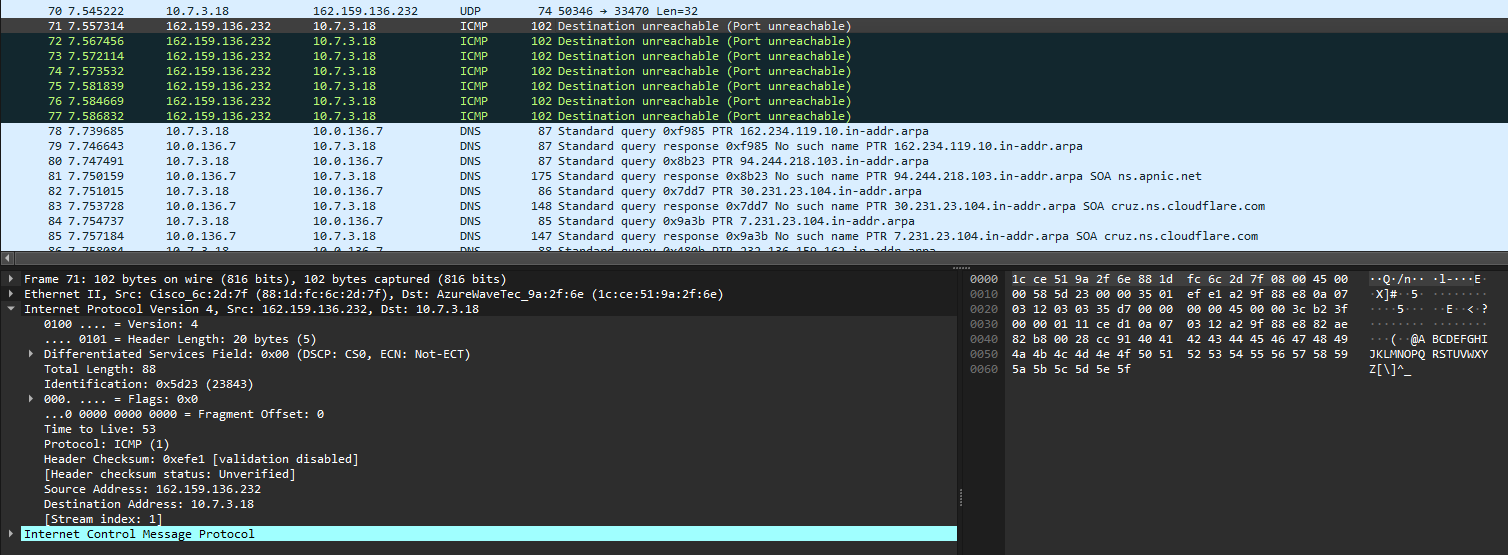 70 7.545222 10.7.3.18 162.159.136.232 UDP 74 50346 → 33470 Len=32
71 7.557314 162.159.136.232 10.7.3.18 ICMP 102 Destination unreachable (Port unreachable)
72 7.567456 162.159.136.232 10.7.3.18 ICMP 102 Destination unreachable (Port unreachable)
73 7.572114 162.159.136.232 10.7.3.18 ICMP 102 Destination unreachable (Port unreachable)
74 7.573532 162.159.136.232 10.7.3.18 ICMP 102 Destination unreachable (Port unreachable)
75 7.581839 162.159.136.232 10.7.3.18 ICMP 102 Destination unreachable (Port unreachable)
76 7.584669 162.159.136.232 10.7.3.18 ICMP 102 Destination unreachable (Port unreachable)
77 7.586832 162.159.136.232 10.7.3.18 ICMP 102 Destination unreachable (Port unreachable)
78 7.739685 10.7.3.18 10.0.136.7 DNS 87 Standard query 0xf985 PTR 162.234.119.10.in-addr.arpa
79 7.746643 10.0.136.7 10.7.3.18 DNS 87 Standard query response 0xf985 No such name PTR 162.234.119.10.in-addr.arpa
80 7.747491 10.7.3.18 10.0.136.7 DNS 87 Standard query 0x8b23 PTR 94.244.218.103.in-addr.arpa
81 7.750159 10.0.136.7 10.7.3.18 DNS 175 Standard query response 0x8b23 No such name PTR 94.244.218.103.in-addr.arpa SOA ns.apnic.net
82 7.751015 10.7.3.18 10.0.136.7 DNS 86 Standard query 0x7dd7 PTR 30.231.23.104.in-addr.arpa
83 7.753728 10.0.136.7 10.7.3.18 DNS 148 Standard query response 0x7dd7 No such name PTR 30.231.23.104.in-addr.arpa SOA cruz.ns.cloudflare.com
84 7.754737 10.7.3.18 10.0.136.7 DNS 85 Standard query 0x9a3b PTR 7.231.23.104.in-addr.arpa
85 7.757184 10.0.136.7 10.7.3.18 DNS 147 Standard query response 0x9a3b No such name PTR 7.231.23.104.in-addr.arpa SOA cruz.ns.cloudflare.com
86 7.758084 10.7.3.18 10.0.136.7 DNS 88 Standard query 0x480b PTR 232.136.159.162.in-addr.arpa
Frame 71: 102 bytes on wire (816 bits), 102 bytes captured (816 bits)
Ethernet II, Src: Cisco_6c:2d:7f (88:1d:fc:6c:2d:7f), Dst: AzureWaveTec_9a:2f:6e (1c:ce:51:9a:2f:6e)
Internet Protocol Version 4, Src: 162.159.136.232, Dst: 10.7.3.18
0100 .... = Version: 4
.... 0101 = Header Length: 20 bytes (5)
Differentiated Services Field: 0x00 (DSCP: CS0, ECN: Not-ECT)
Total Length: 88
Identification: 0x5d23 (23843)
000. .... = Flags: 0x0
...0 0000 0000 0000 = Fragment Offset: 0
Time to Live: 53
Protocol: ICMP (1)
Header Checksum: 0xefe1 [validation disabled]
[Header checksum status: Unverified]
Source Address: 162.159.136.232
Destination Address: 10.7.3.18
[Stream index: 1]
Internet Control Message Protocol
0000 1c ce 51 9a 2f 6e 88 1d fc 6c 2d 7f 08 00 45 00 ··Q·/n·· ·l-···E·
0010 00 58 5d 23 00 00 35 01 ef e1 a2 9f 88 e8 0a 07 ·X]#··5· ········
0020 03 12 03 03 35 d7 00 00 00 00 45 00 00 3c b2 3f ····5··· ··E··<·?
0030 00 00 01 11 ce d1 0a 07 03 12 a2 9f 88 e8 82 ae ········ ········
0040 82 b8 00 28 cc 91 40 41 42 43 44 45 46 47 48 49 ···(··@A BCDEFGHI
0050 4a 4b 4c 4d 4e 4f 50 51 52 53 54 55 56 57 58 59 JKLMNOPQ RSTUVWXY
0060 5a 5b 5c 5d 5e 5f Z[\]^_